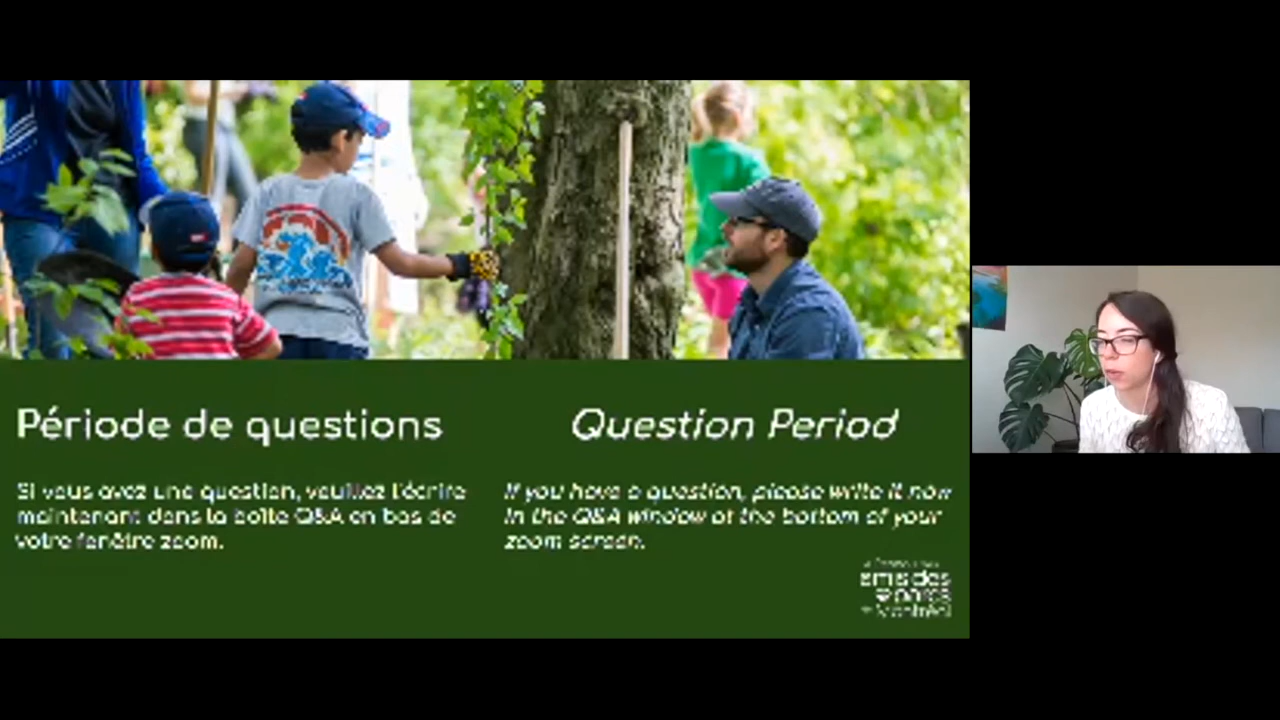 Période de questions
Si vous avez une question, veuillez l'écrire
maintenant dans la boîte Q&A en bas de
votre fenêtre zoom.
Question Period
If you have a question, please write it now
in the Q&A window at the bottom of your
zoom screen.
amis des
parcs
Montréal